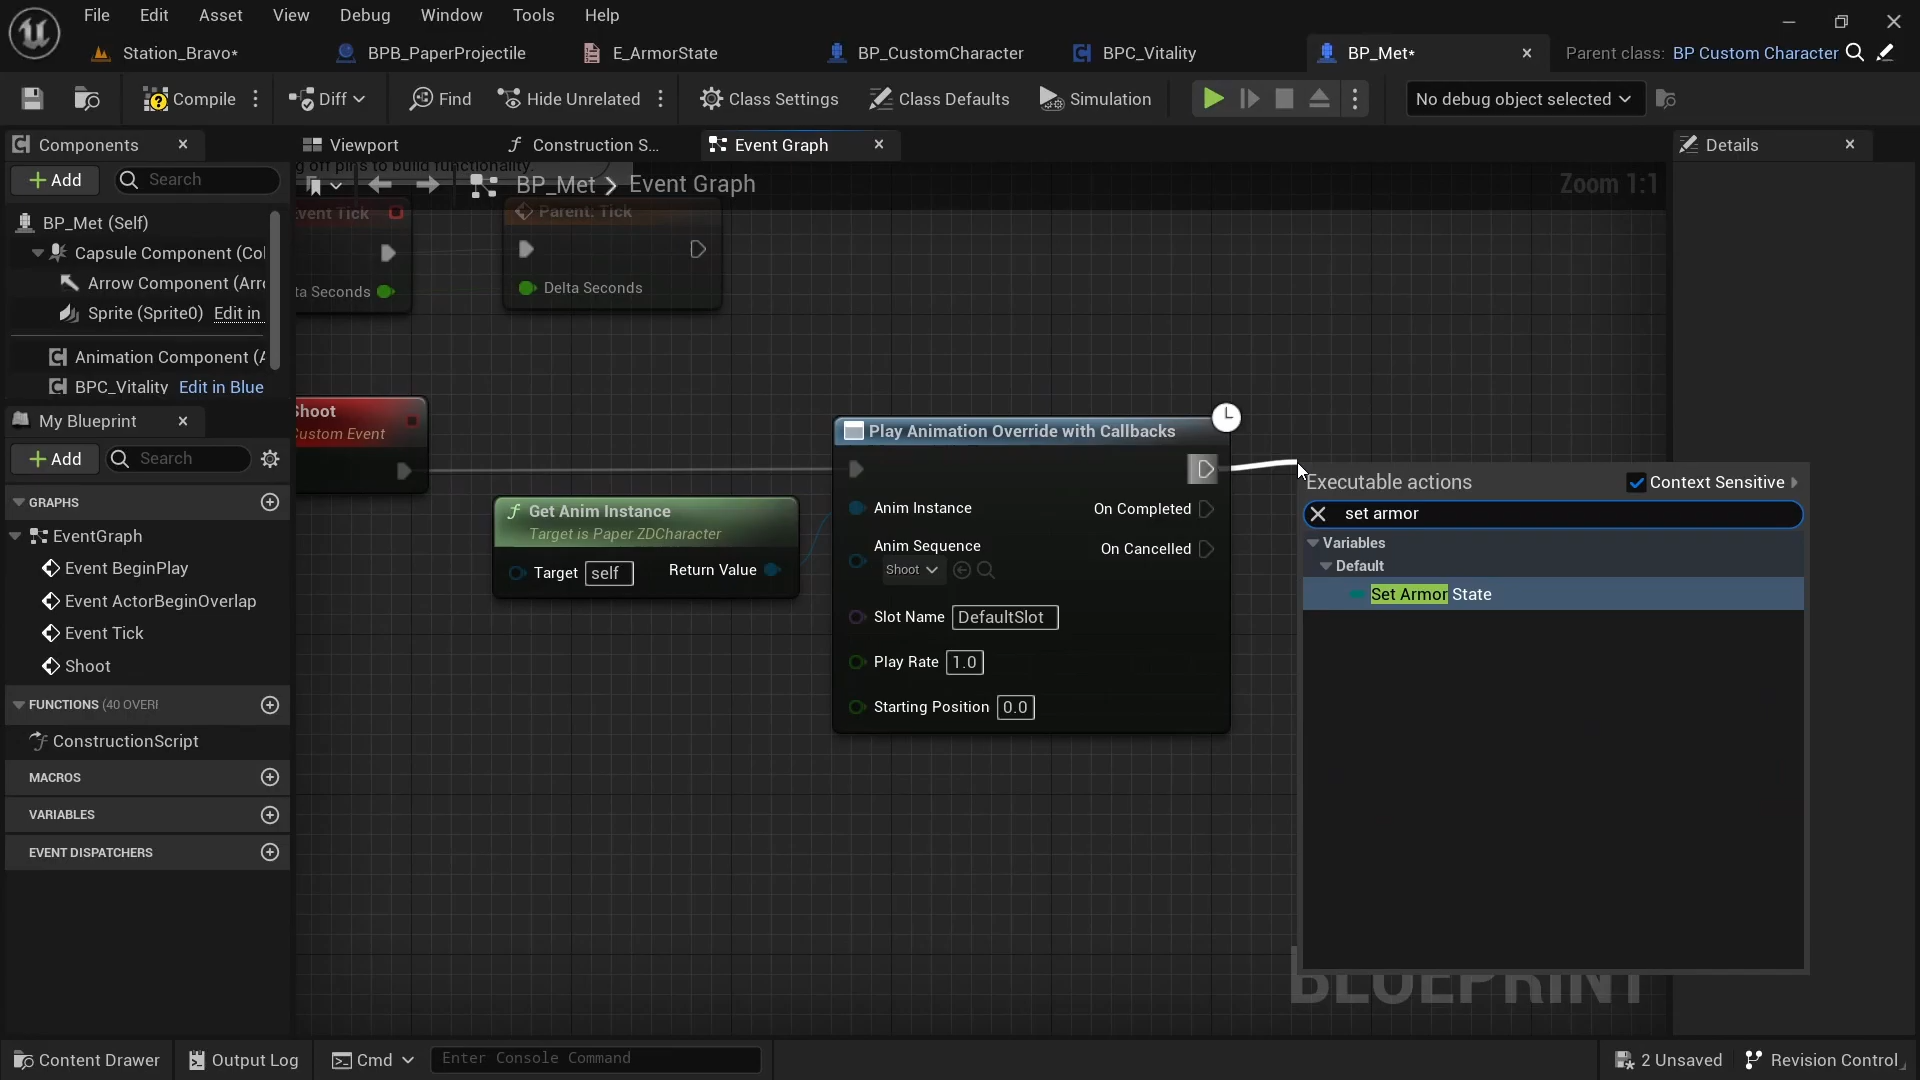 File Edit Asset View Debug Window Tools Help
Station_Bravo* BPB_PaperProjectile E_ArmorState BP_CustomCharacter BPC_Vitality BP_Met* Parent class: BP Custom Character
Compile Diff Find Hide Unrelated Class Settings Class Defaults Simulation No debug object selected
Components Viewport Construction S... Event Graph Details
Add Search
off pins to build functionality.
BP_Met > Event Graph Zoom 1:1
BP_Met (Self)
Capsule Component (Col
Arrow Component (Arr
Sprite (Sprite0) Edit in
Animation Component (A
BPC_Vitality Edit in Blue
My Blueprint
Add Search
GRAPHS
EventGraph
Event BeginPlay
Event ActorBeginOverlap
Event Tick
Shoot
FUNCTIONS (40 OVERI
ConstructionScript
MACROS
VARIABLES
EVENT DISPATCHERS
vent Tick
ta Seconds
Parent: Tick
Delta Seconds
Shoot
Custom Event
Get Anim Instance
Target is Paper ZDCharacter
Target self Return Value
Play Animation Override with Callbacks
Anim Instance On Completed
Anim Sequence On Cancelled
Shoot
Slot Name DefaultSlot
Play Rate 1.0
Starting Position 0.0
Executable actions Context Sensitive
set armor
Variables
Default
Set Armor State
BLUEPRINT
Content Drawer Output Log Cmd Enter Console Command 2 Unsaved Revision Control